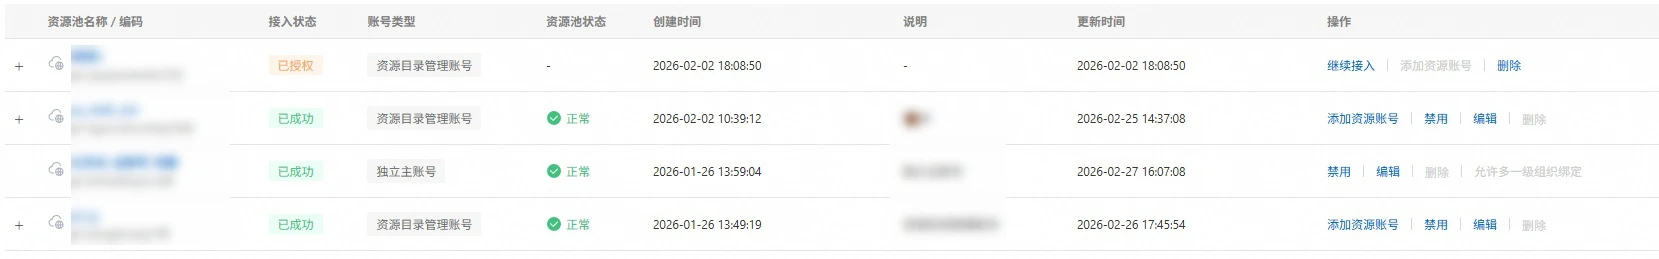 资源池名称 / 编码 接入状态 账号类型 资源池状态 创建时间 说明 更新时间 操作
+ 已授权 资源目录管理账号 - 2026-02-02 18:08:50 - 2026-02-02 18:08:50 继续接入 添加资源账号 删除
+ 已成功 资源目录管理账号 正常 2026-02-02 10:39:12 2026-02-25 14:37:08 添加资源账号 禁用 编辑 删除
已成功 独立主账号 正常 2026-01-26 13:59:04 2026-02-27 16:07:08 禁用 编辑 删除 允许多一级组织绑定
+ 已成功 资源目录管理账号 正常 2026-01-26 13:49:19 2026-02-26 17:45:54 添加资源账号 禁用 编辑 删除